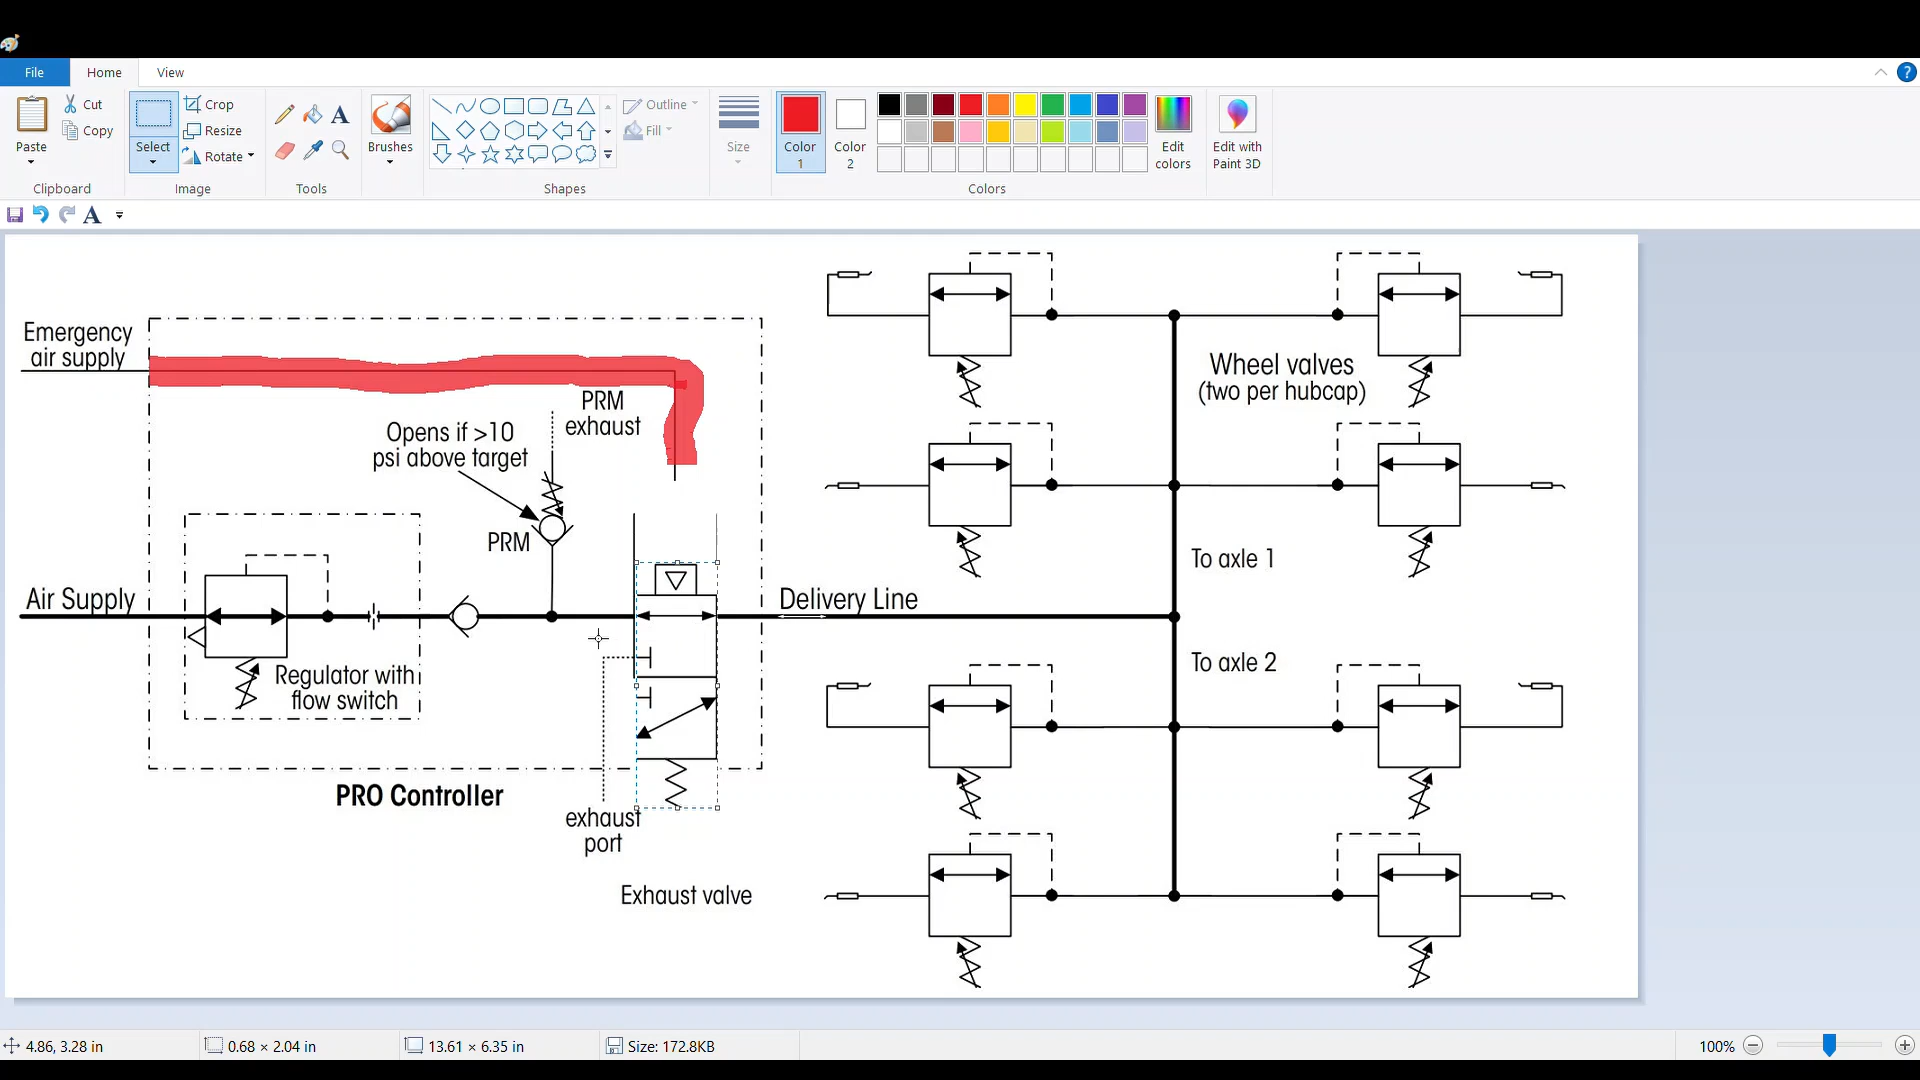 File
Home
View
Paste
Cut
Copy
Clipboard
Select
Crop
Resize
Rotate
Image
A
Tools
Brushes
Outline
Fill
Shapes
Size
Color
1
Color
2
Edit
colors
Edit with
Paint 3D
Colors
?
A
Emergency
air supply
PRM
exhaust
Opens if >10
psi above target
PRM
Air Supply
Regulator with
flow switch
PRO Controller
exhaust
port
Exhaust valve
Delivery Line
Wheel valves
(two per hubcap)
To axle 1
To axle 2
4.86, 3.28 in
0.68 × 2.04 in
13.61 × 6.35 in
Size: 172.8KB
100%